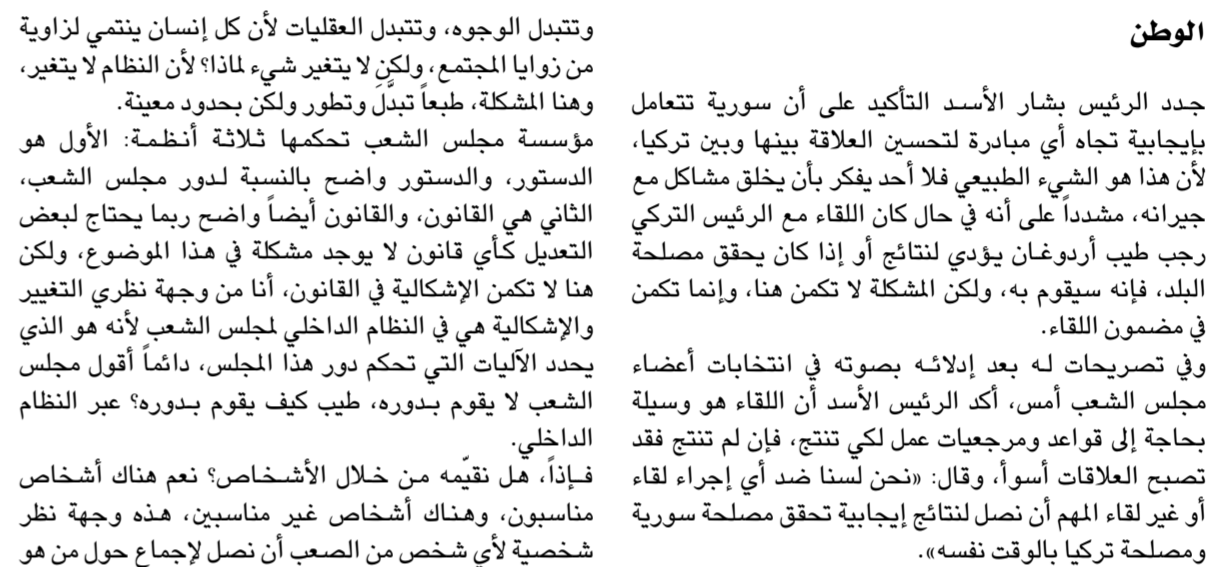 الوطن
جدد الرئيس بشار الأسد التأكيد على أن سورية تتعامل
بإيجابية تجاه أي مبادرة لتحسين العلاقة بينها وبين تركيا،
لأن هذا هو الشيء الطبيعي فلا أحد يفكر بأن يخلق مشاكل مع
جيرانه، مشدداً على أنه في حال كان اللقاء مع الرئيس التركي
رجب طيب أردوغان يؤدي لنتائج أو إذا كان يحقق مصلحة
البلد، فإنه سيقوم به، ولكن المشكلة لا تكمن هنا، وإنما تكمن
في مضمون اللقاء.
وفي تصريحات له بعد إدلائه بصوته في انتخابات أعضاء
مجلس الشعب أمس، أكد الرئيس الأسد أن اللقاء هو وسيلة
بحاجة إلى قواعد ومرجعيات عمل لكي تنتج، فإن لم تنتج فقد
تصبح العلاقات أسوأ، وقال: «نحن لسنا ضد أي إجراء لقاء
أو غير لقاء المهم أن نصل لنتائج إيجابية تحقق مصلحة سورية
ومصلحة تركيا بالوقت نفسه».
وتتبدل الوجوه، وتتبدل العقليات لأن كل إنسان ينتمي لزاوية
من زوايا المجتمع، ولكن لا يتغير شيء لماذا؟ لأن النظام لا يتغير،
وهنا المشكلة، طبعاً تبدَّلَ وتطور ولكن بحدود معينة.
مؤسسة مجلس الشعب تحكمها ثلاثة أنظمة: الأول هو
الدستور، والدستور واضح بالنسبة لدور مجلس الشعب،
الثاني هي القانون، والقانون أيضاً واضح ربما يحتاج لبعض
التعديل كأي قانون لا يوجد مشكلة في هذا الموضوع، ولكن
هنا لا تكمن الإشكالية في القانون، أنا من وجهة نظري التغيير
والإشكالية هي في النظام الداخلي لمجلس الشعب لأنه هو الذي
يحدد الآليات التي تحكم دور هذا المجلس، دائماً أقول مجلس
الشعب لا يقوم بدوره، طيب كيف يقوم بدوره؟ عبر النظام
الداخلي.
فإذاً، هل نقيّمه من خلال الأشخاص؟ نعم هناك أشخاص
مناسبون، وهناك أشخاص غير مناسبين، هذه وجهة نظر
شخصية لأي شخص من الصعب أن نصل لإجماع حول من هو